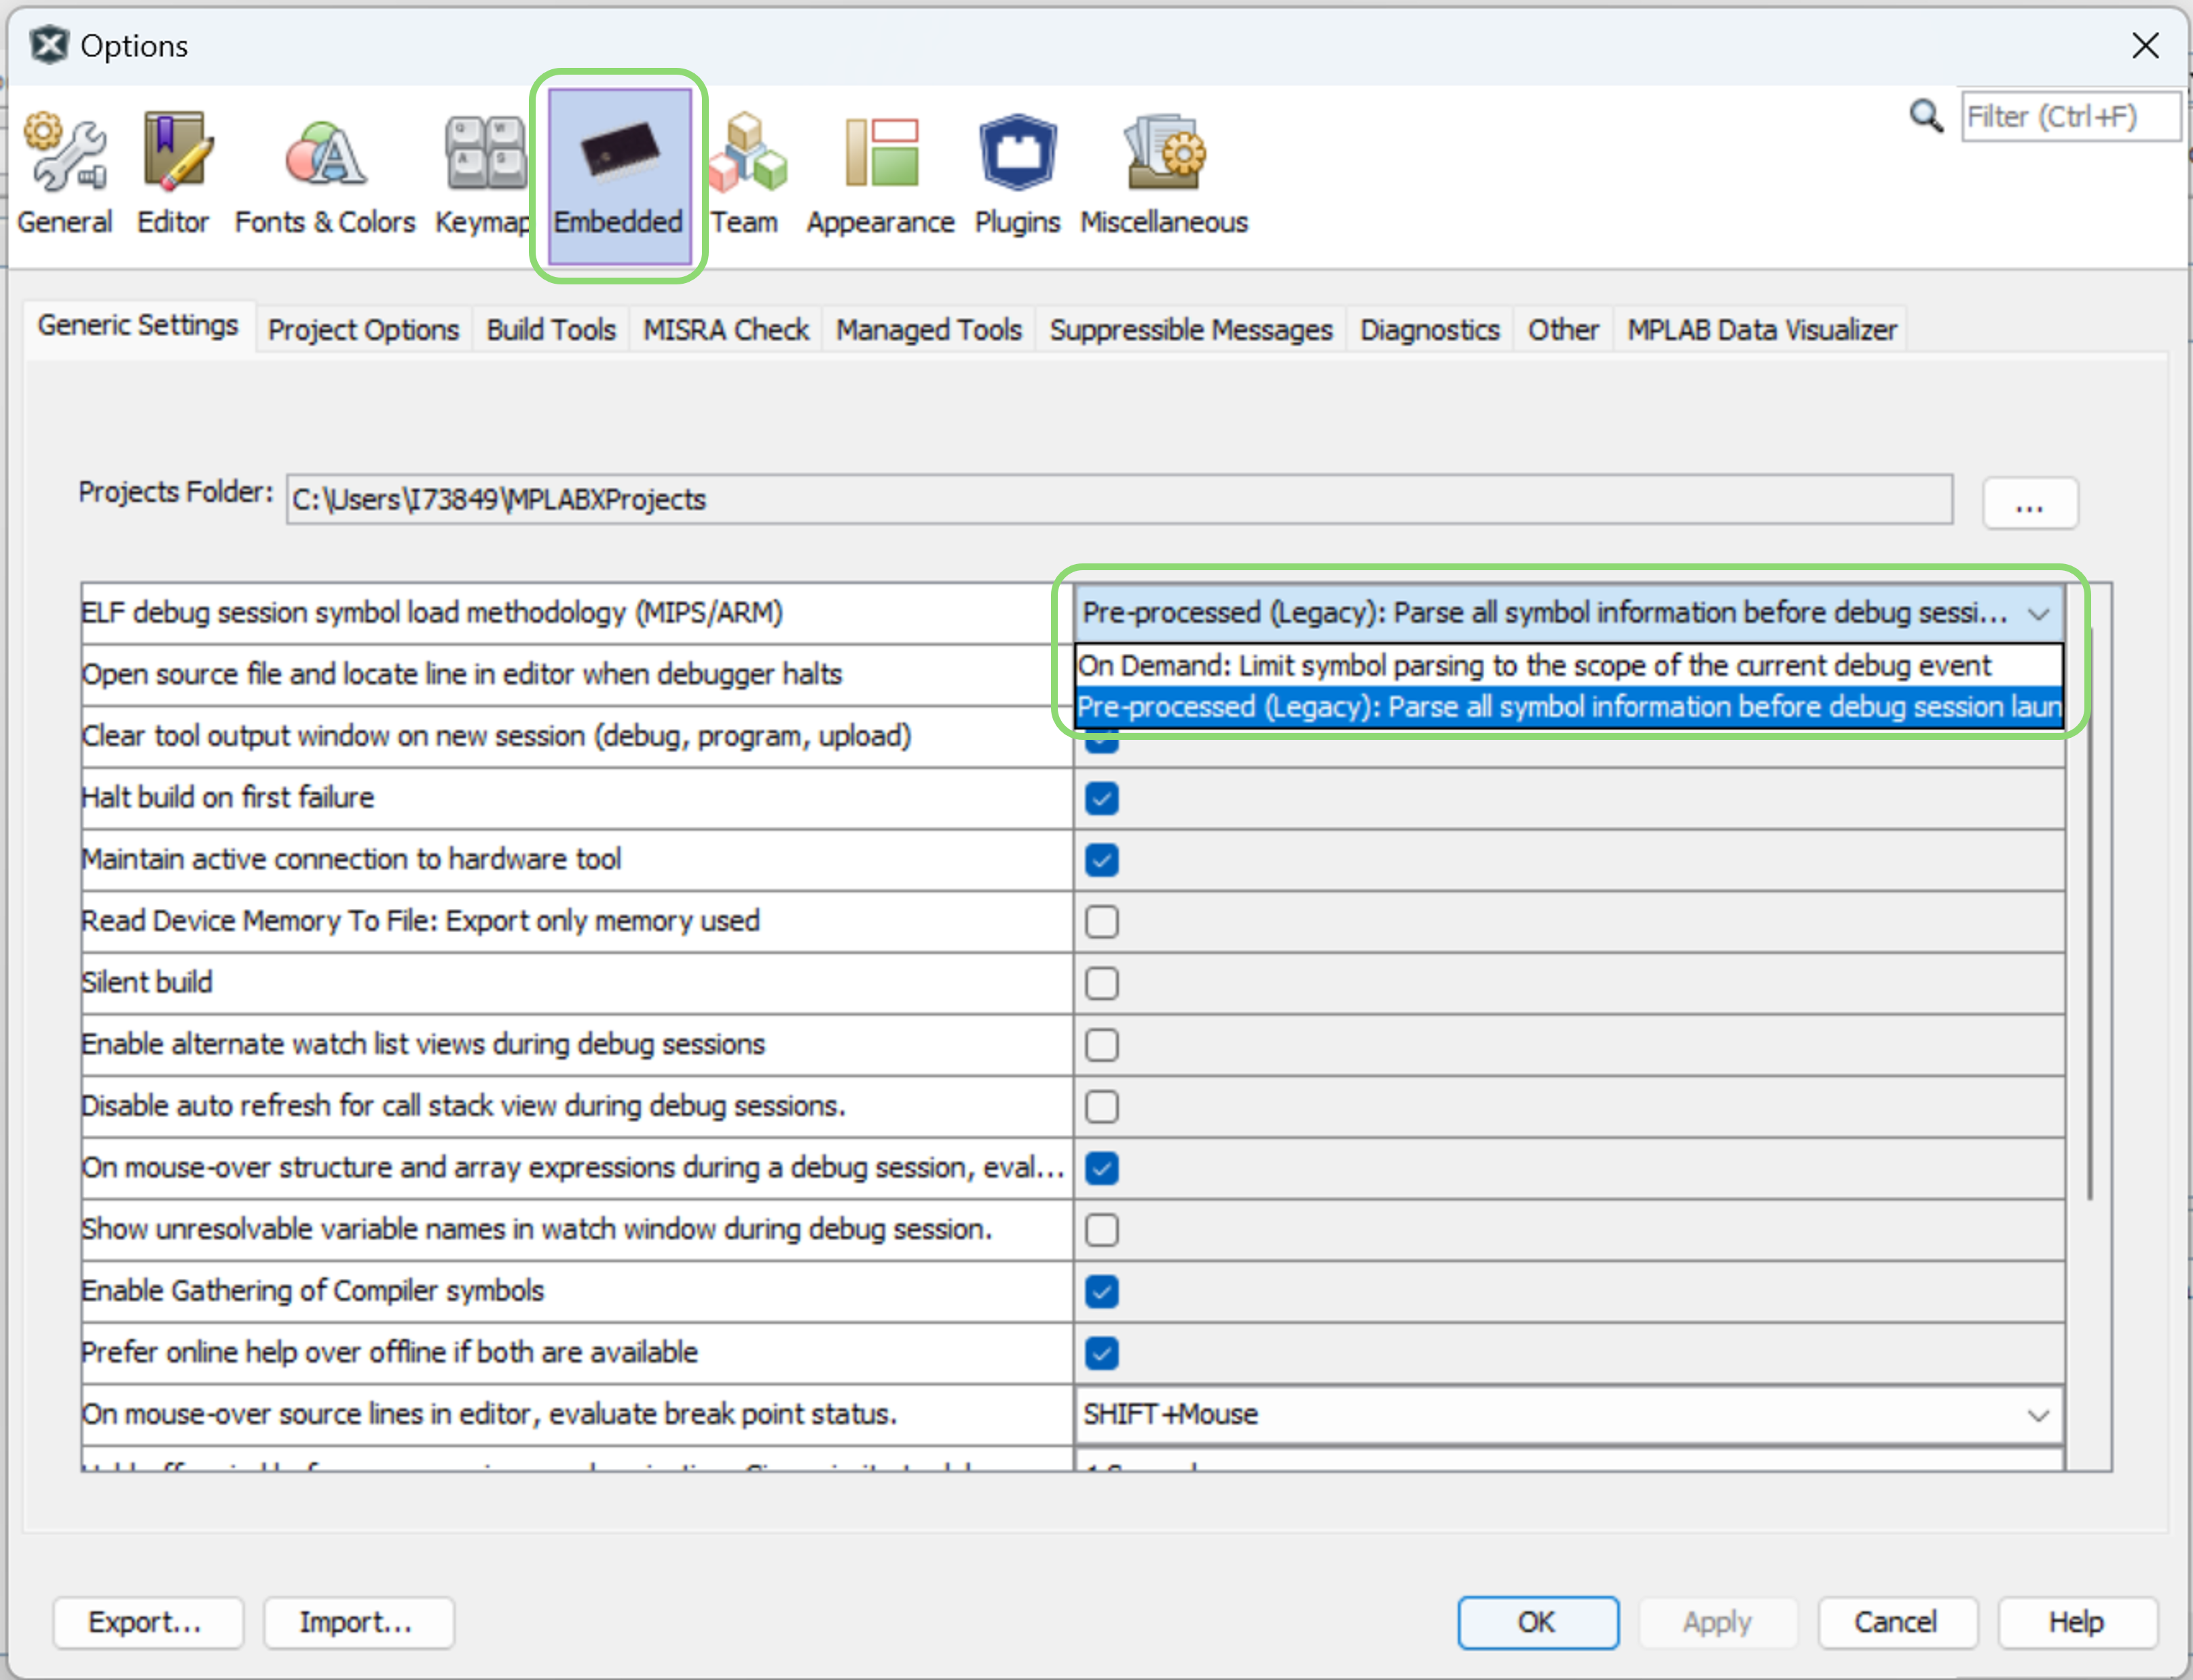 Options
Filter (Ctrl+F)
General Editor Fonts & Colors Keymap Embedded Team Appearance Plugins Miscellaneous
Generic Settings Project Options Build Tools MISRA Check Managed Tools Suppressible Messages Diagnostics Other MPLAB Data Visualizer
Projects Folder: C:\Users\I73849\MPLABXProjects ...
ELF debug session symbol load methodology (MIPS/ARM) Pre-processed (Legacy): Parse all symbol information before debug sessi...
On Demand: Limit symbol parsing to the scope of the current debug event
Open source file and locate line in editor when debugger halts
Pre-processed (Legacy): Parse all symbol information before debug session laun
Clear tool output window on new session (debug, program, upload)
Halt build on first failure
Maintain active connection to hardware tool
Read Device Memory To File: Export only memory used
Silent build
Enable alternate watch list views during debug sessions
Disable auto refresh for call stack view during debug sessions.
On mouse-over structure and array expressions during a debug session, eval...
Show unresolvable variable names in watch window during debug session.
Enable Gathering of Compiler symbols
Prefer online help over offline if both are available
On mouse-over source lines in editor, evaluate break point status. SHIFT+Mouse
Export... Import... OK Apply Cancel Help